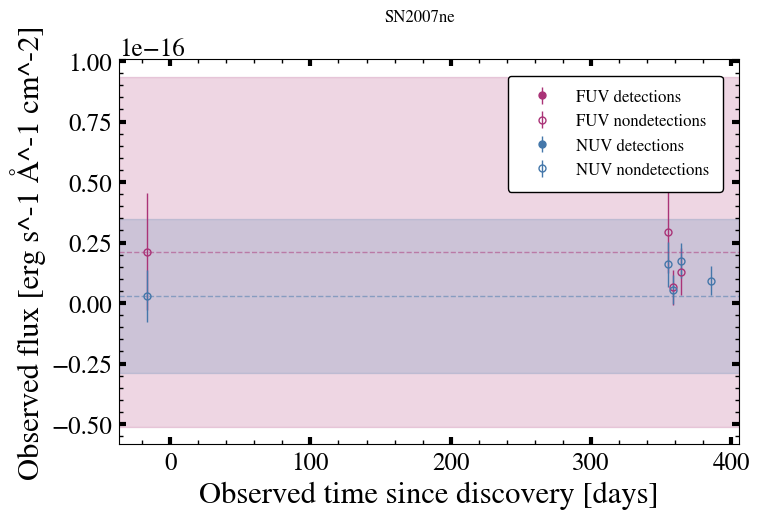 SN2007ne
1e−16
1.00
0.75
0.50
0.25
0.00
−0.25
−0.50
Observed flux [erg s^-1 Å^-1 cm^-2]
FUV detections
FUV nondetections
NUV detections
NUV nondetections
0
100
200
300
400
Observed time since discovery [days]